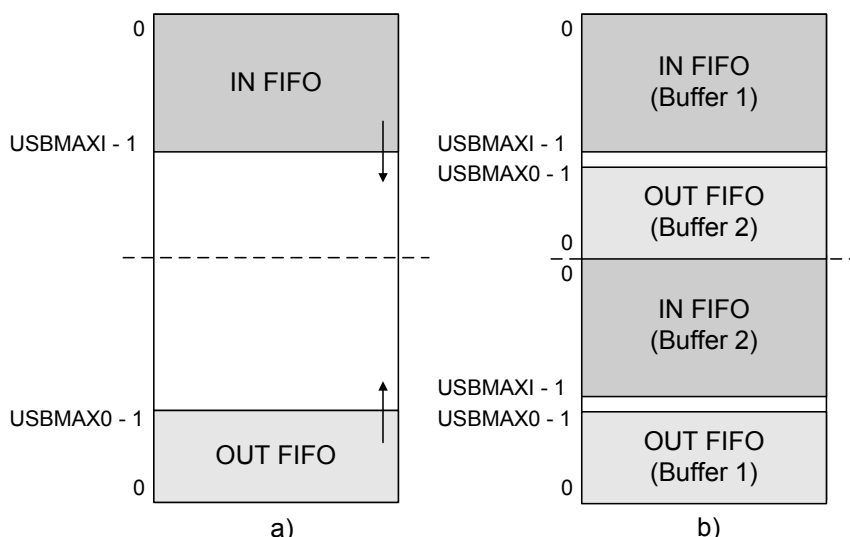 0
IN FIFO
USBMAXI - 1
USBMAX0 - 1
OUT FIFO
0
a)
0
IN FIFO
(Buffer 1)
USBMAXI - 1
USBMAX0 - 1
OUT FIFO
(Buffer 2)
0
0
IN FIFO
(Buffer 2)
USBMAXI - 1
USBMAX0 - 1
OUT FIFO
(Buffer 1)
0
b)